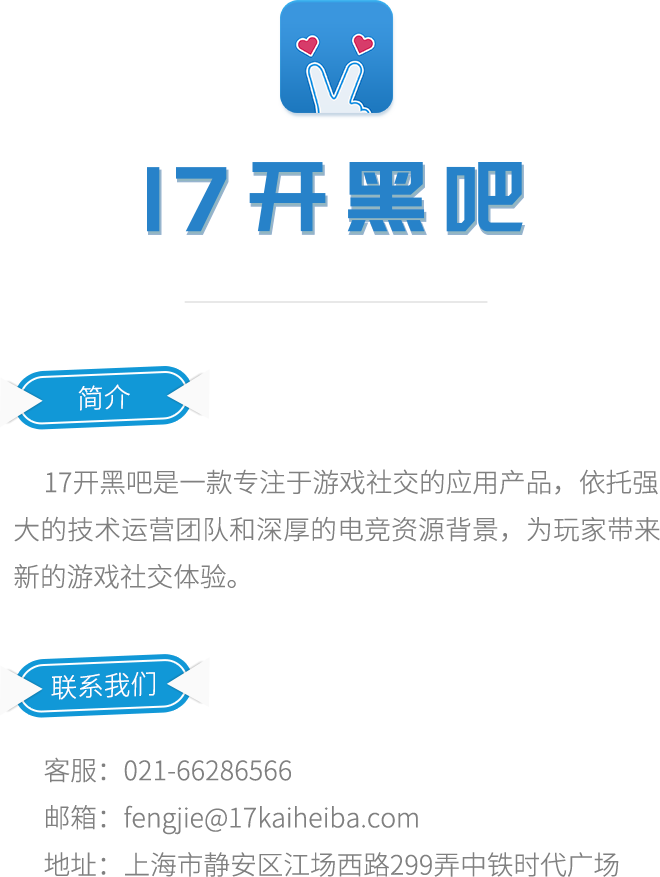 17开黑吧
简介
17开黑吧是一款专注于游戏社交的应用产品，依托强
大的技术运营团队和深厚的电竞资源背景，为玩家带来
新的游戏社交体验。
联系我们
客服：021-66286566
邮箱：fengjie@17kaiheiba.com
地址：上海市静安区江场西路299弄中铁时代广场